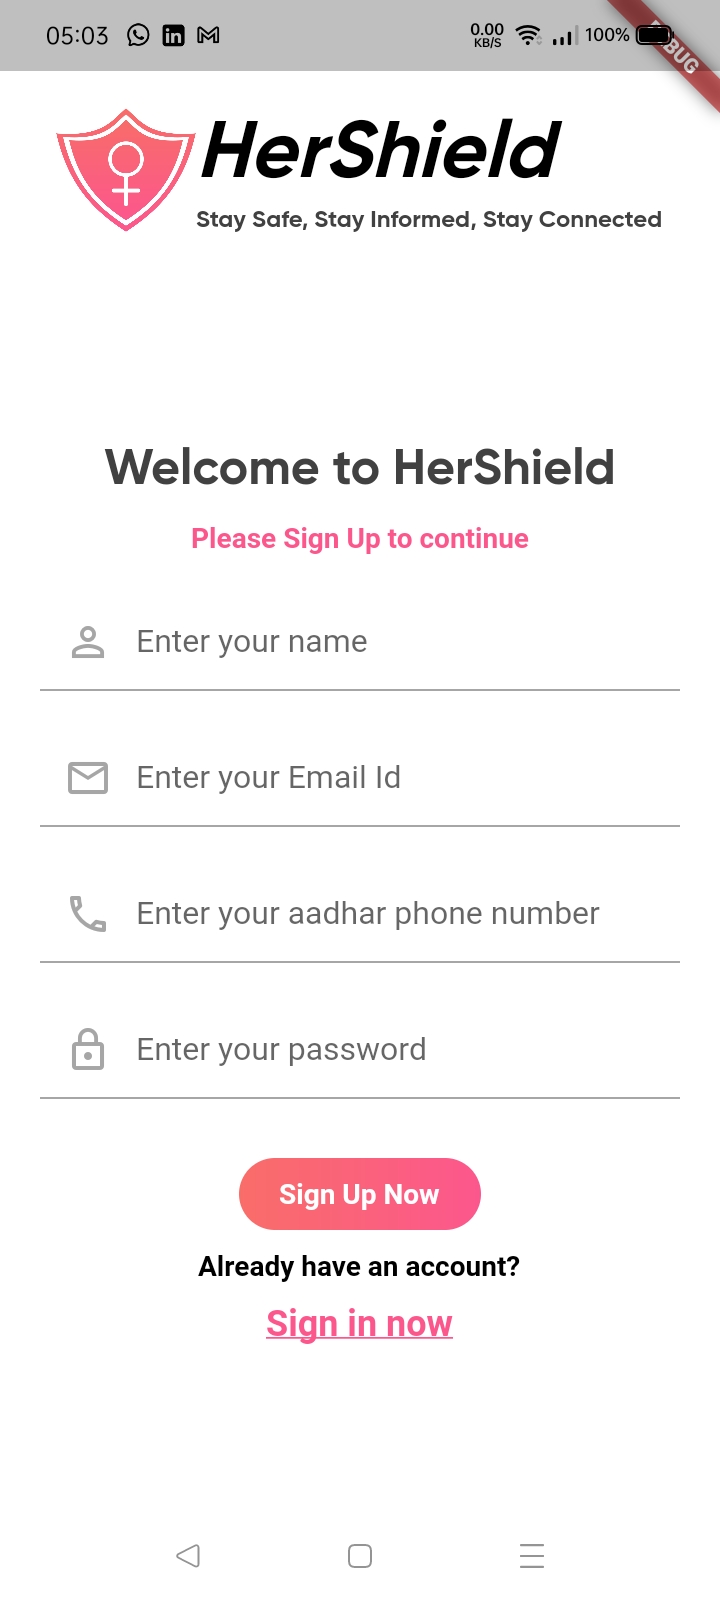 05:03 0.00 KB/S 100%
DEBUG
HerShield
Stay Safe, Stay Informed, Stay Connected
Welcome to HerShield
Please Sign Up to continue
Enter your name
Enter your Email Id
Enter your aadhar phone number
Enter your password
Sign Up Now
Already have an account?
Sign in now